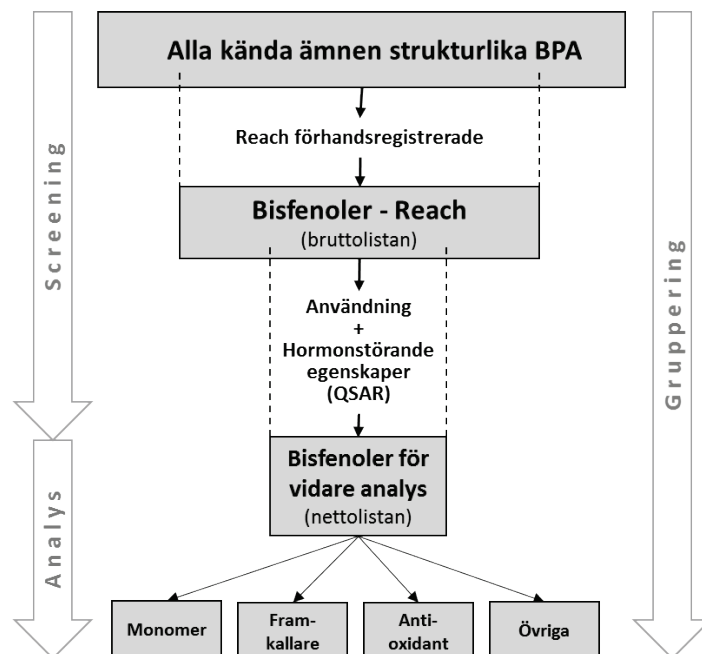 Alla kända ämnen strukturlika BPA
Reach förhandsregistrerade
Bisfenoler - Reach
(bruttolistan)
Användning
+
Hormonstörande
egenskaper
(QSAR)
Bisfenoler för
vidare analys
(nettolistan)
Monomer
Fram-
kallare
Anti-
oxidant
Övriga
Screening
Analys
Gruppering